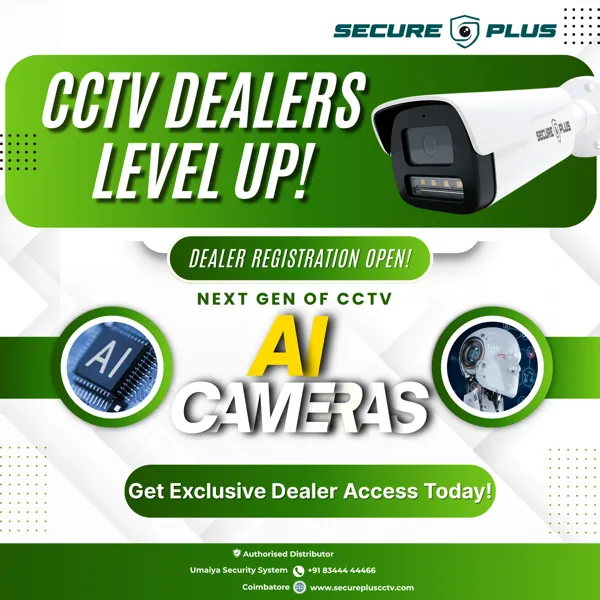 SECURE PLUS
CCTV DEALERS
LEVEL UP!
SECURE PLUS
DEALER REGISTRATION OPEN!
NEXT GEN OF CCTV
AI
CAMERAS
AI
Get Exclusive Dealer Access Today!
Authorised Distributor
Umaiya Security System +91 83444 44466
Coimbatore www.securepluscctv.com